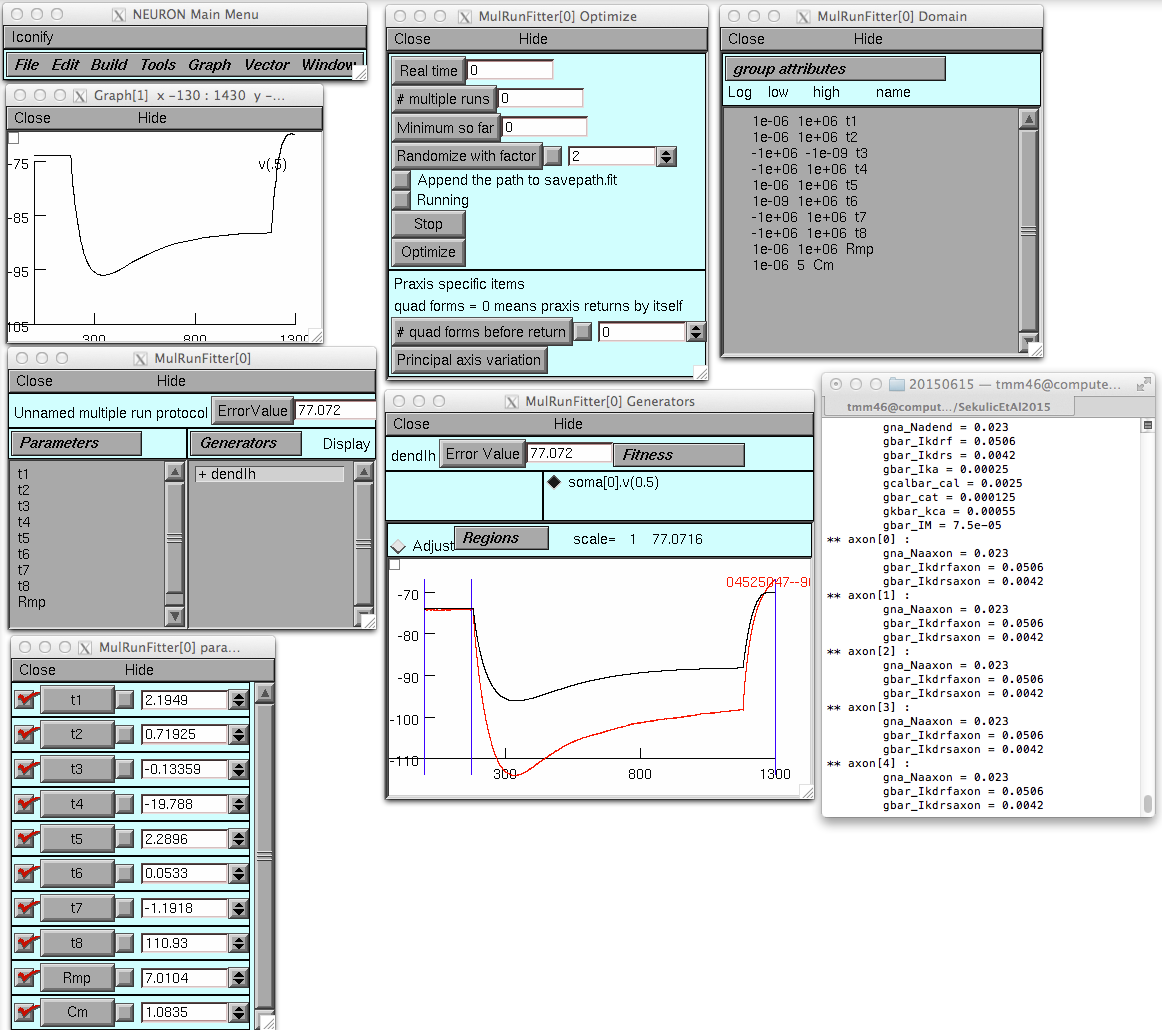 NEURON Main Menu
Iconify
File Edit Build Tools Graph Vector Window
Graph[1] x -130 : 1430 y -...
Close Hide
-75
v(.5)
-85
-95
-105
300 800 1300
MulRunFitter[0]
Close Hide
Unnamed multiple run protocol ErrorValue 77.072
Parameters Generators Display
t1
t2
t3
t4
t5
t6
t7
t8
Rmp
+ dendIh
MulRunFitter[0] para...
Close Hide
t1 2.1949
t2 0.71925
t3 -0.13359
t4 -19.788
t5 2.2896
t6 0.0533
t7 -1.1918
t8 110.93
Rmp 7.0104
Cm 1.0835
MulRunFitter[0] Optimize
Close Hide
Real time 0
# multiple runs 0
Minimum so far 0
Randomize with factor 2
Append the path to savepath.fit
Running
Stop
Optimize
Praxis specific items
quad forms = 0 means praxis returns by itself
# quad forms before return 0
Principal axis variation
MulRunFitter[0] Generators
Close Hide
dendIh Error Value 77.072 Fitness
soma[0].v(0.5)
Adjust Regions scale= 1 77.0716
-70
-80
-90
-100
-110
300 800 1300
MulRunFitter[0] Domain
Close Hide
group attributes
Log low high name
1e-06 1e+06 t1
1e-06 1e+06 t2
-1e+06 -1e-09 t3
-1e+06 1e+06 t4
1e-06 1e+06 t5
1e-09 1e+06 t6
-1e+06 1e+06 t7
-1e+06 1e+06 t8
1e-06 1e+06 Rmp
1e-06 5 Cm
20150615 — tmm46@compute...
tmm46@comput.../SekulicEtAl2015
gna_Nadend = 0.023
gbar_Ikdrf = 0.0506
gbar_Ikdrs = 0.0042
gbar_Ika = 0.00025
gcalbar_cal = 0.0025
gbar_cat = 0.000125
gkbar_kca = 0.00055
gbar_IM = 7.5e-05
** axon[0] :
gna_Naaxon = 0.023
gbar_Ikdrfaxon = 0.0506
gbar_Ikdrsaxon = 0.0042
** axon[1] :
gna_Naaxon = 0.023
gbar_Ikdrfaxon = 0.0506
gbar_Ikdrsaxon = 0.0042
** axon[2] :
gna_Naaxon = 0.023
gbar_Ikdrfaxon = 0.0506
gbar_Ikdrsaxon = 0.0042
** axon[3] :
gna_Naaxon = 0.023
gbar_Ikdrfaxon = 0.0506
gbar_Ikdrsaxon = 0.0042
** axon[4] :
gna_Naaxon = 0.023
gbar_Ikdrfaxon = 0.0506
gbar_Ikdrsaxon = 0.0042